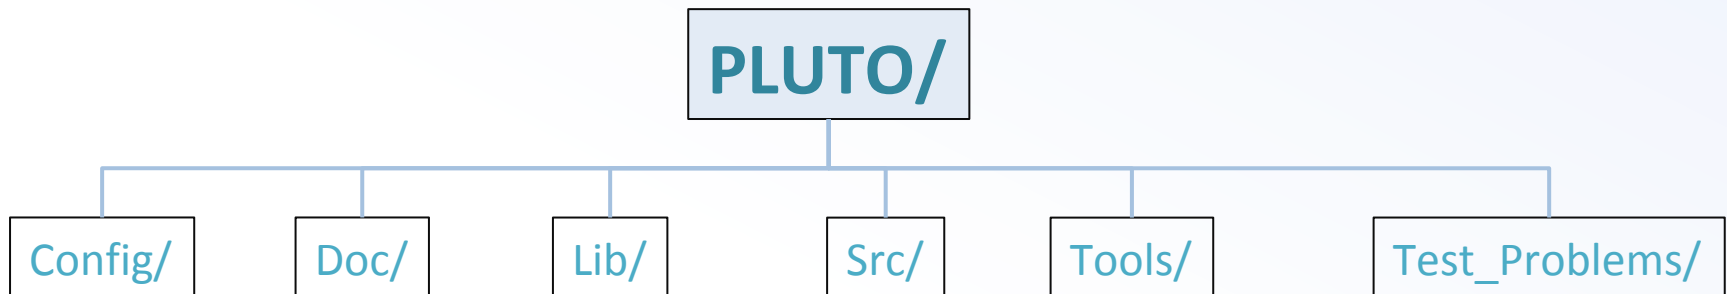 PLUTO/
Config/
Doc/
Lib/
Src/
Tools/
Test_Problems/